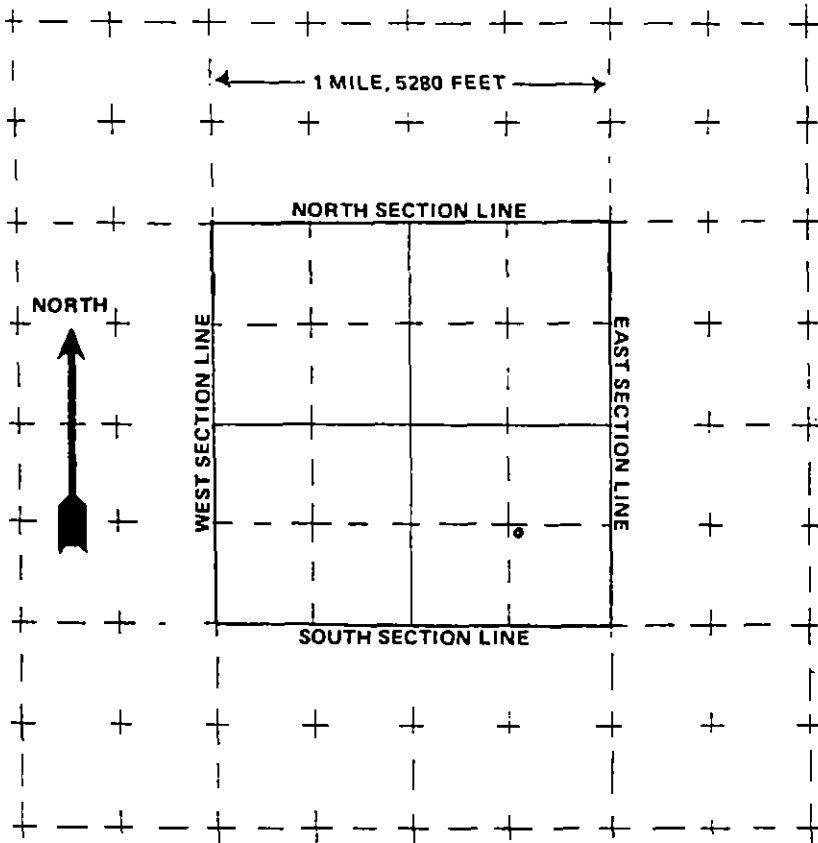 1 MILE, 5280 FEET
NORTH SECTION LINE
NORTH
WEST SECTION LINE
EAST SECTION LINE
SOUTH SECTION LINE